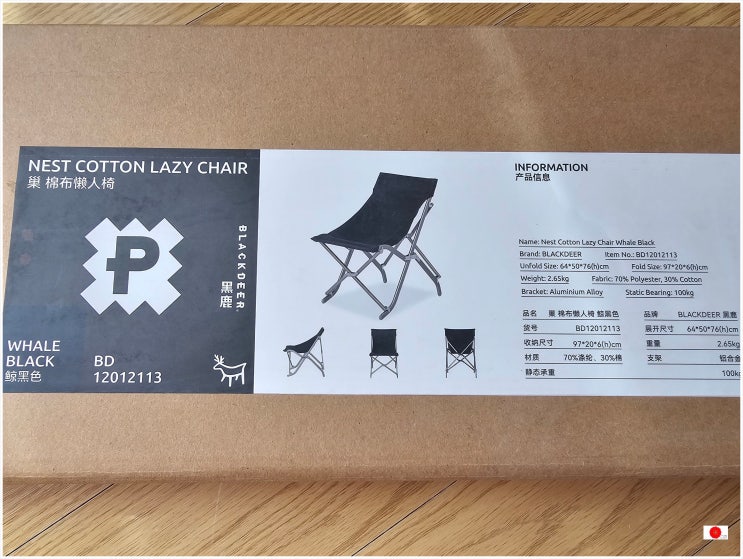 NEST COTTON LAZY CHAIR
巢 棉布懒人椅
P
BLACKDEER
黑鹿
WHALE
BLACK
鲸黑色
BD
12012113
INFORMATION
产品信息
Name: Nest Cotton Lazy Chair Whale Black
Brand: BLACKDEER Item No.: BD12012113
Unfold Size: 64*50*76(h)cm Fold Size: 97*20*6(h)cm
Weight: 2.65kg Fabric: 70% Polyester, 30% Cotton
Bracket: Aluminium Alloy Static Bearing: 100kg
品名 巢 棉布懒人椅 鲸黑色 品牌 BLACKDEER 黑鹿
货号 BD12012113 展开尺寸 64*50*76(h)cm
收纳尺寸 97*20*6(h)cm 重量 2.65kg
材质 70%涤纶、30%棉 支架 铝合金
静态承重 100kg